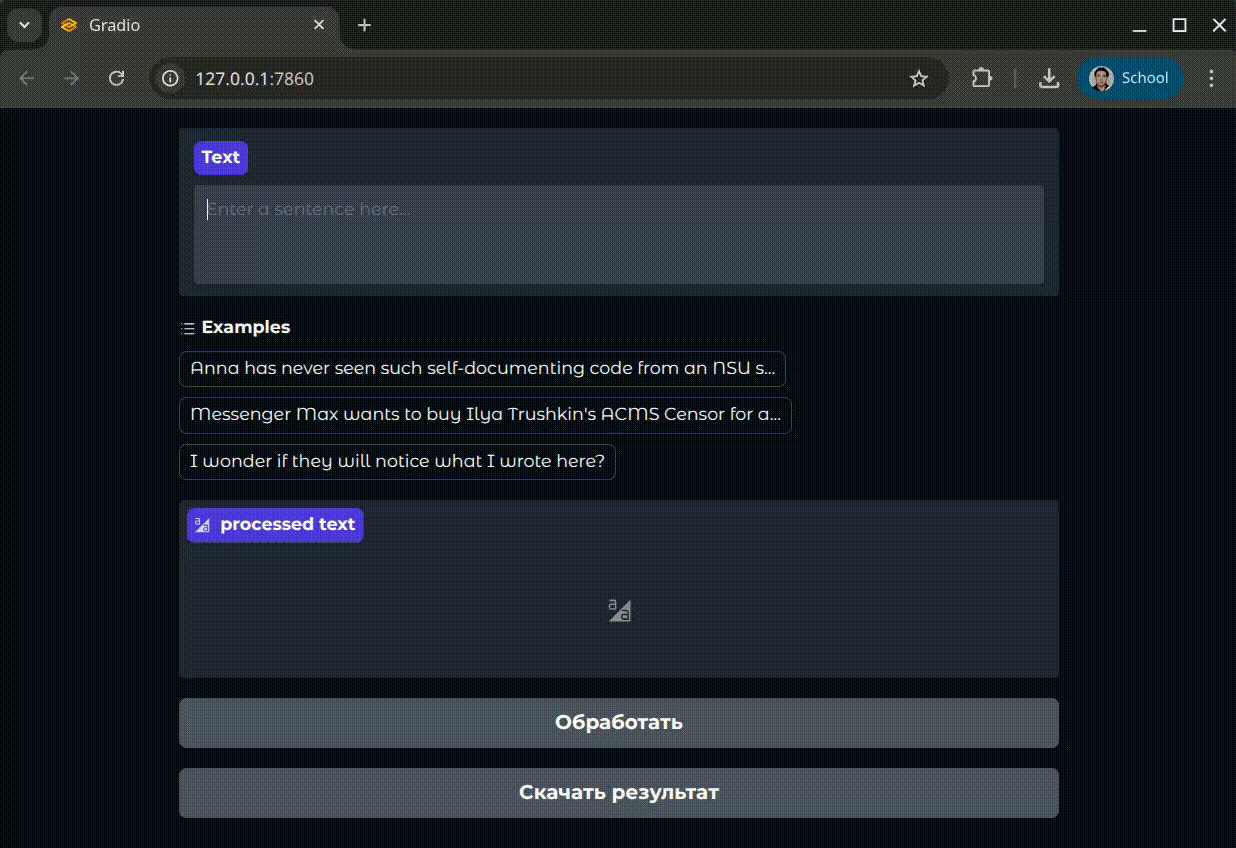 Gradio
127.0.0.1:7860
School
Text
Enter a sentence here...
Examples
Anna has never seen such self-documenting code from an NSU s...
Messenger Max wants to buy Ilya Trushkin's ACMS Censor for a...
I wonder if they will notice what I wrote here?
processed text
Обработать
Скачать результат